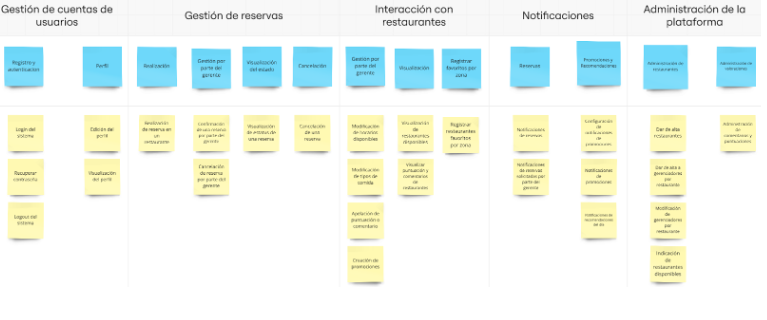 Gestión de cuentas de
usuarios
Gestión de reservas
Interacción con
restaurantes
Notificaciones
Administración de la
plataforma
Registro y
autenticacion
Perfil
Realización
Gestión por
parte del
gerente
Visualización
del estado
Cancelación
Gestión por
parte del
gerente
Visualización
Registrar
favoritos por
zona
Reservas
Promociones y
Recomendaciones
Administración de
restaurantes
Administración de
Login del
sistema
Edición del
perfil
Realización
de reserva en
un
restaurante
Confirmación
de una reserva
por parte del
gerente
Visualización
de estatus de
una reserva
Cancelación
de una
reserva
Modificación
de horarios
disponibles
Visualización
de
restaurantes
disponibles
Registrar
restaurantes
favoritos
por zona
Notificaciones
de reservas
Configuración
de
notificaciones
de
promociones
Dar de alta
restaurantes
Administración
de
comentarios y
puntuaciones
Recuperar
contraseña
Visualización
del perfil
Cancelación
de reserva
por parte del
gerente
Modificación
de tipos de
comida
Visualizar
puntuación y
comentarios
de
restaurantes
Notificaciones
de reservas
solicitadas por
parte del
gerente
Notificaciones
de
promociones
Dar de alta a
gerenciadores
por
restaurante
Logout del
sistema
Apelación de
puntuación o
comentario
Notificaciones de
recomendaciones
del día
Modificación
de
gerenciadores
por
restaurante
Creación de
promociones
Indicación
de
restaurantes
disponibles